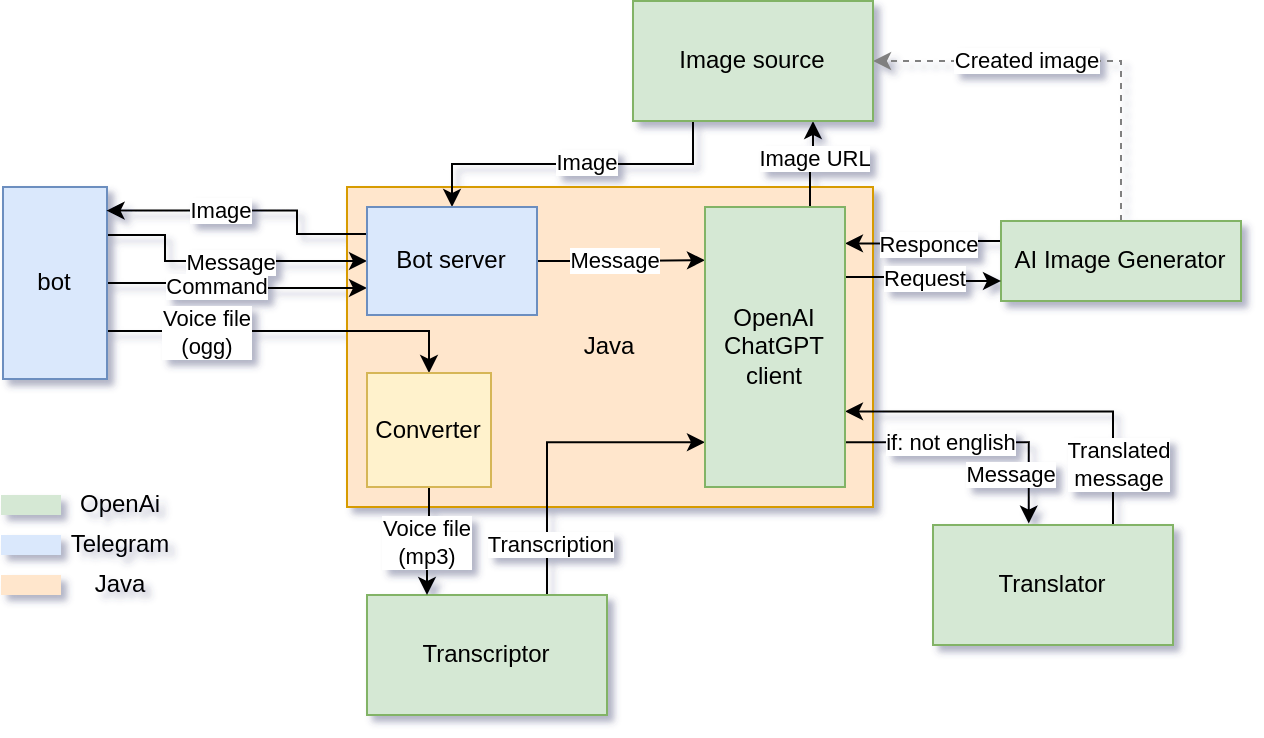 Image source
Created image
Image
Image URL
Image
Message
Command
Voice file
(ogg)
bot
Bot server
Message
Java
OpenAI
ChatGPT
client
Responce
Request
AI Image Generator
Converter
if: not english
Message
Translated
message
OpenAi
Telegram
Java
Voice file
(mp3)
Transcription
Transcriptor
Translator